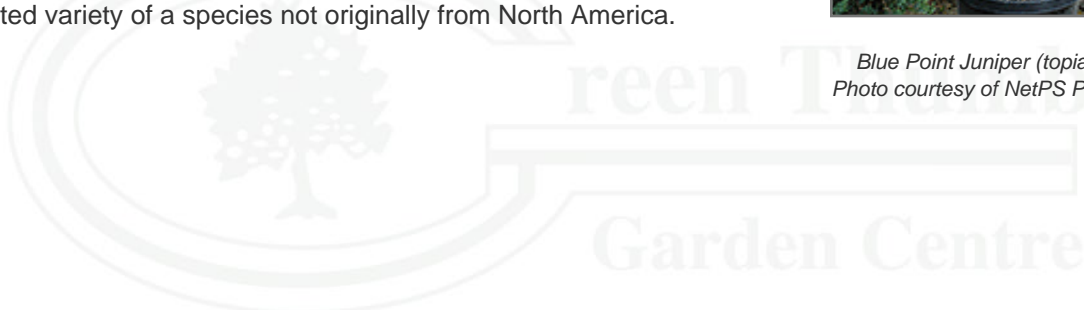 ted variety of a species not originally from North America.
Blue Point Juniper (topia
Photo courtesy of NetPS P
reen Thumb
Garden Centre